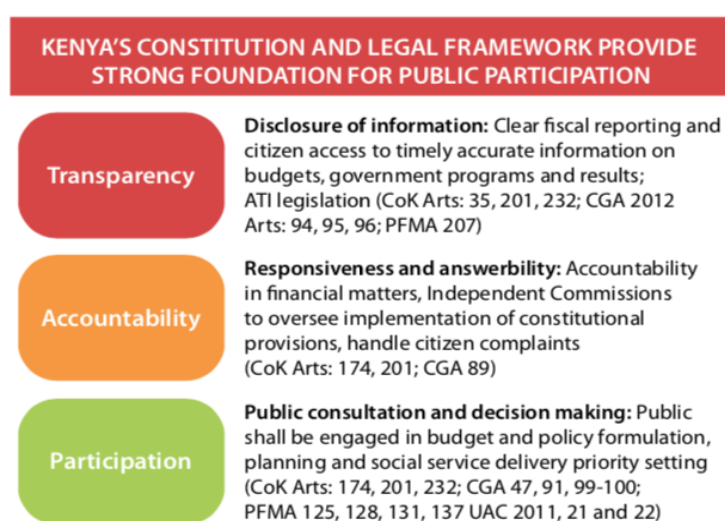 KENYA'S CONSTITUTION AND LEGAL FRAMEWORK PROVIDE
STRONG FOUNDATION FOR PUBLIC PARTICIPATION
Transparency
Disclosure of information: Clear fiscal reporting and
citizen access to timely accurate information on
budgets, government programs and results;
ATI legislation (CoK Arts: 35, 201, 232; CGA 2012
Arts: 94, 95, 96; PFMA 207)
Accountability
Responsiveness and answerbility: Accountability
in financial matters, Independent Commissions
to oversee implementation of constitutional
provisions, handle citizen complaints
(CoK Arts: 174, 201; CGA 89)
Participation
Public consultation and decision making: Public
shall be engaged in budget and policy formulation,
planning and social service delivery priority setting
(CoK Arts: 174, 201, 232; CGA 47, 91, 99-100;
PFMA 125, 128, 131, 137 UAC 2011, 21 and 22)